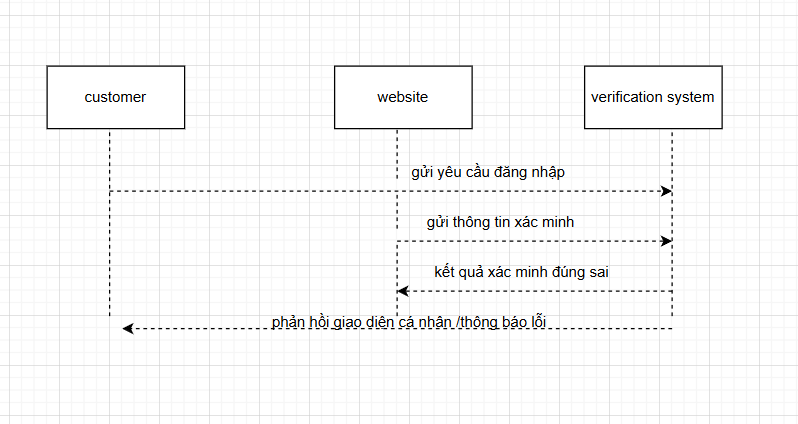 customer
website
verification system
gửi yêu cầu đăng nhập
gửi thông tin xác minh
kết quả xác minh đúng sai
phản hồi giao diện cá nhân /thông báo lỗi